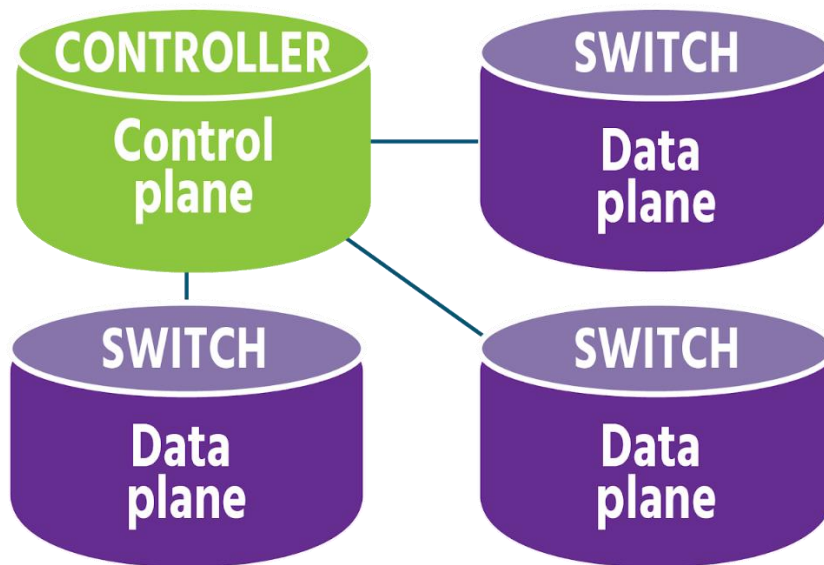 CONTROLLER
Control
plane
SWITCH
Data
plane
SWITCH
Data
plane
SWITCH
Data
plane